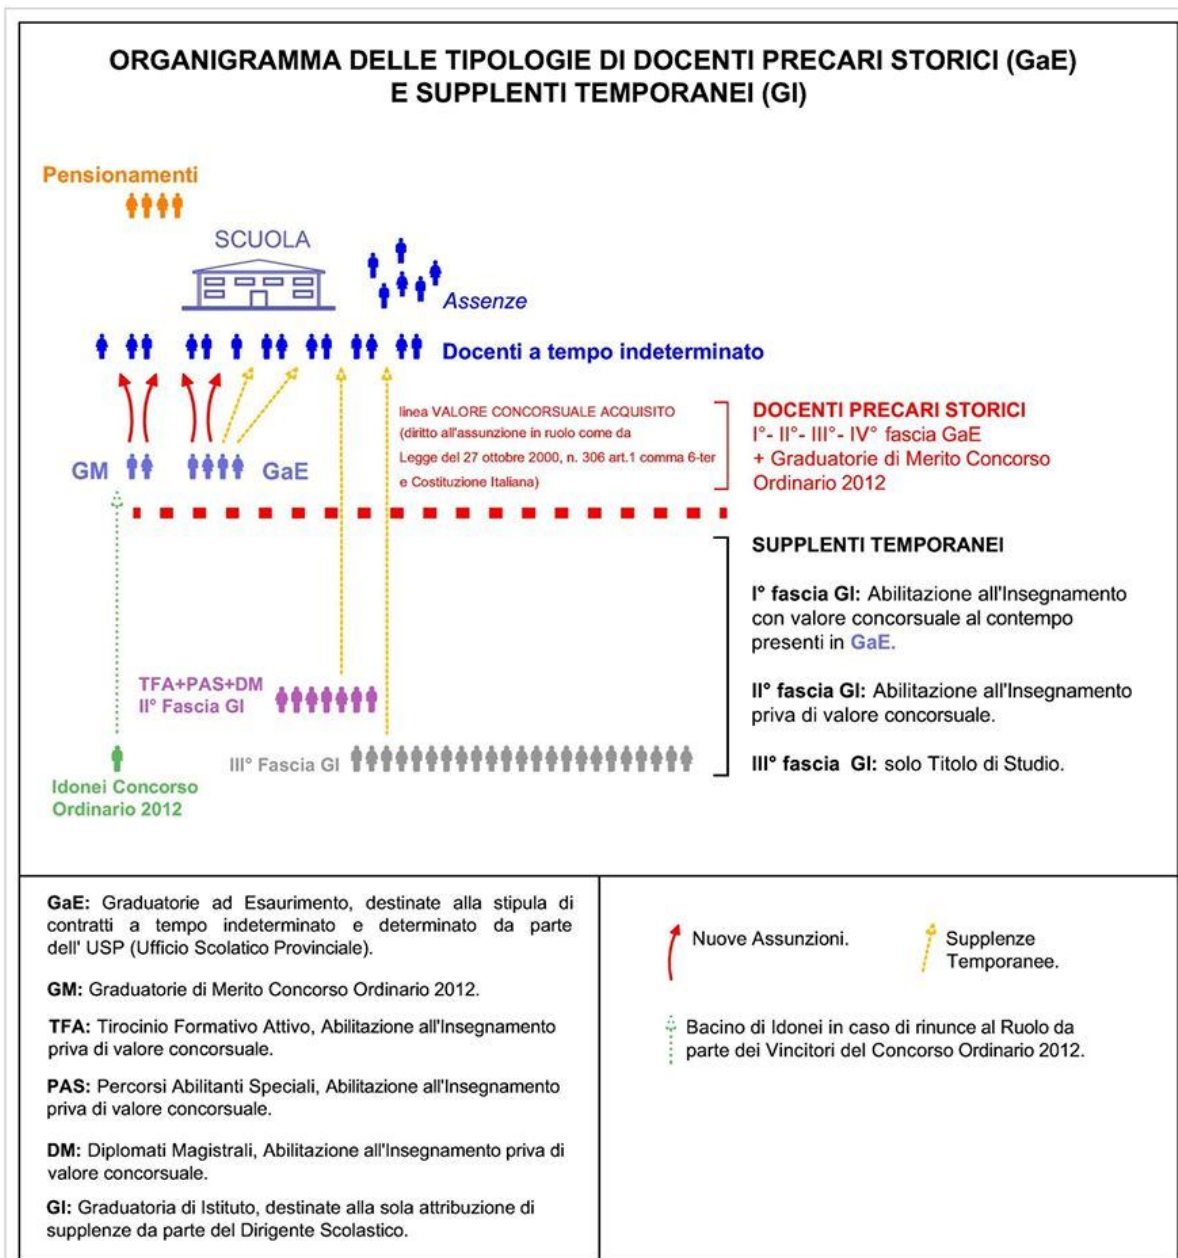 ORGANIGRAMMA DELLE TIPOLOGIE DI DOCENTI PRECARI STORICI (GaE)
E SUPPLENTI TEMPORANEI (GI)
Pensionamenti
SCUOLA
Assenze
Docenti a tempo indeterminato
linea VALORE CONCORSUALE ACQUISITO
(diritto all'assunzione in ruolo come da
Legge del 27 ottobre 2000, n. 306 art.1 comma 6-ter
e Costituzione Italiana)
DOCENTI PRECARI STORICI
I°- II°- III°- IV° fascia GaE
+ Graduatorie di Merito Concorso
Ordinario 2012
GM
GaE
SUPPLENTI TEMPORANEI
I° fascia GI: Abilitazione all'Insegnamento
con valore concorsuale al contempo
presenti in GaE.
II° fascia GI: Abilitazione all'Insegnamento
priva di valore concorsuale.
III° fascia GI: solo Titolo di Studio.
TFA+PAS+DM
II° Fascia GI
III° Fascia GI
Idonei Concorso
Ordinario 2012
GaE: Graduatorie ad Esaurimento, destinate alla stipula di
contratti a tempo indeterminato e determinato da parte
dell' USP (Ufficio Scolatico Provinciale).
GM: Graduatorie di Merito Concorso Ordinario 2012.
TFA: Tirocinio Formativo Attivo, Abilitazione all'Insegnamento
priva di valore concorsuale.
PAS: Percorsi Abilitanti Speciali, Abilitazione all'Insegnamento
priva di valore concorsuale.
DM: Diplomati Magistrali, Abilitazione all'Insegnamento priva di
valore concorsuale.
GI: Graduatoria di Istituto, destinate alla sola attribuzione di
supplenze da parte del Dirigente Scolastico.
Nuove Assunzioni.
Supplenze
Temporanee.
Bacino di Idonei in caso di rinunce al Ruolo da
parte dei Vincitori del Concorso Ordinario 2012.